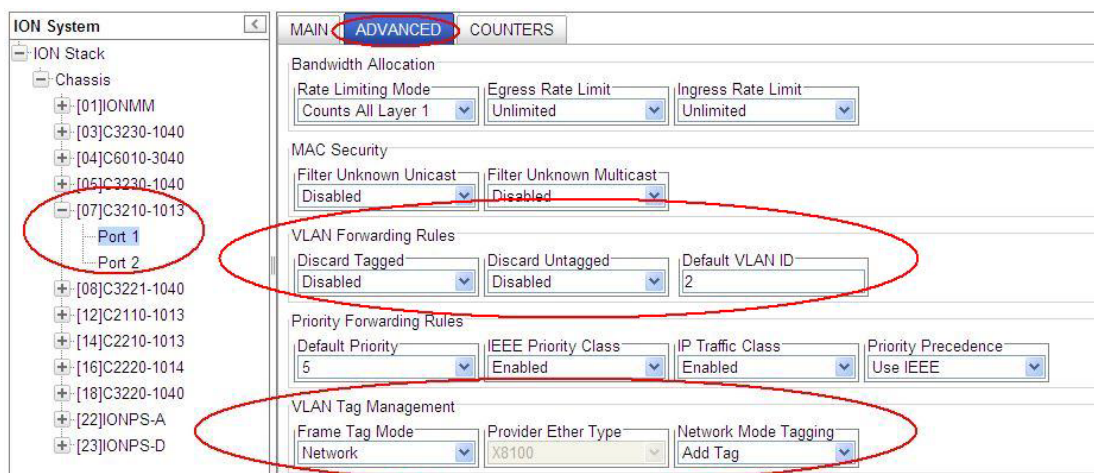 ION System
ION Stack
Chassis
[01]IONMM
[03]C3230-1040
[04]C6010-3040
[05]C3230-1040
[07]C3210-1013
Port 1
Port 2
[08]C3221-1040
[12]C2110-1013
[14]C2210-1013
[16]C2220-1014
[18]C3220-1040
[22]IONPS-A
[23]IONPS-D
MAIN ADVANCED COUNTERS
Bandwidth Allocation
Rate Limiting Mode Egress Rate Limit Ingress Rate Limit
Counts All Layer 1 Unlimited Unlimited
MAC Security
Filter Unknown Unicast Filter Unknown Multicast
Disabled Disabled
VLAN Forwarding Rules
Discard Tagged Discard Untagged Default VLAN ID
Disabled Disabled 2
Priority Forwarding Rules
Default Priority IEEE Priority Class IP Traffic Class Priority Precedence
5 Enabled Enabled Use IEEE
VLAN Tag Management
Frame Tag Mode Provider Ether Type Network Mode Tagging
Network X8100 Add Tag